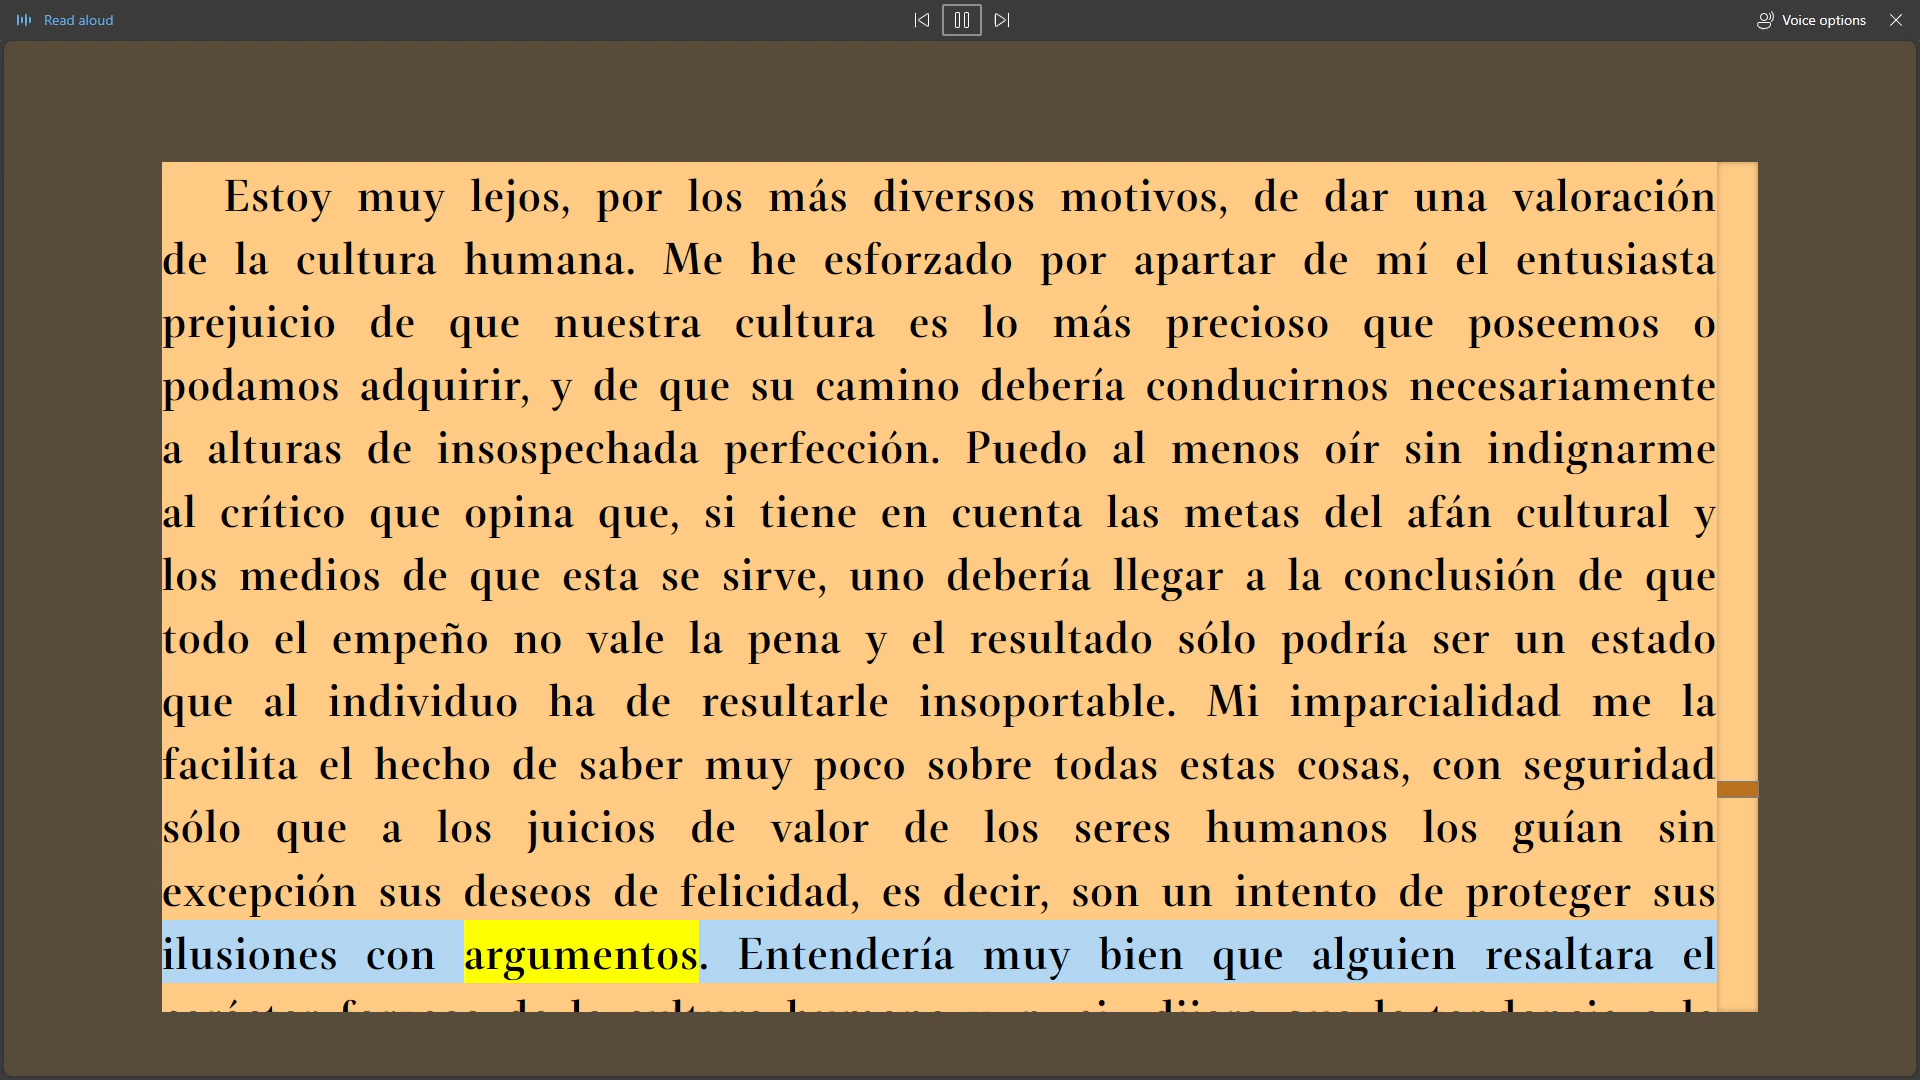 Read aloud
Voice options
Estoy muy lejos, por los más diversos motivos, de dar una valoración
de la cultura humana. Me he esforzado por apartar de mí el entusiasta
prejuicio de que nuestra cultura es lo más precioso que poseemos o
podamos adquirir, y de que su camino debería conducirnos necesariamente
a alturas de insospechada perfección. Puedo al menos oír sin indignarme
al crítico que opina que, si tiene en cuenta las metas del afán cultural y
los medios de que esta se sirve, uno debería llegar a la conclusión de que
todo el empeño no vale la pena y el resultado sólo podría ser un estado
que al individuo ha de resultarle insoportable. Mi imparcialidad me la
facilita el hecho de saber muy poco sobre todas estas cosas, con seguridad
sólo que a los juicios de valor de los seres humanos los guían sin
excepción sus deseos de felicidad, es decir, son un intento de proteger sus
ilusiones con argumentos. Entendería muy bien que alguien resaltara el